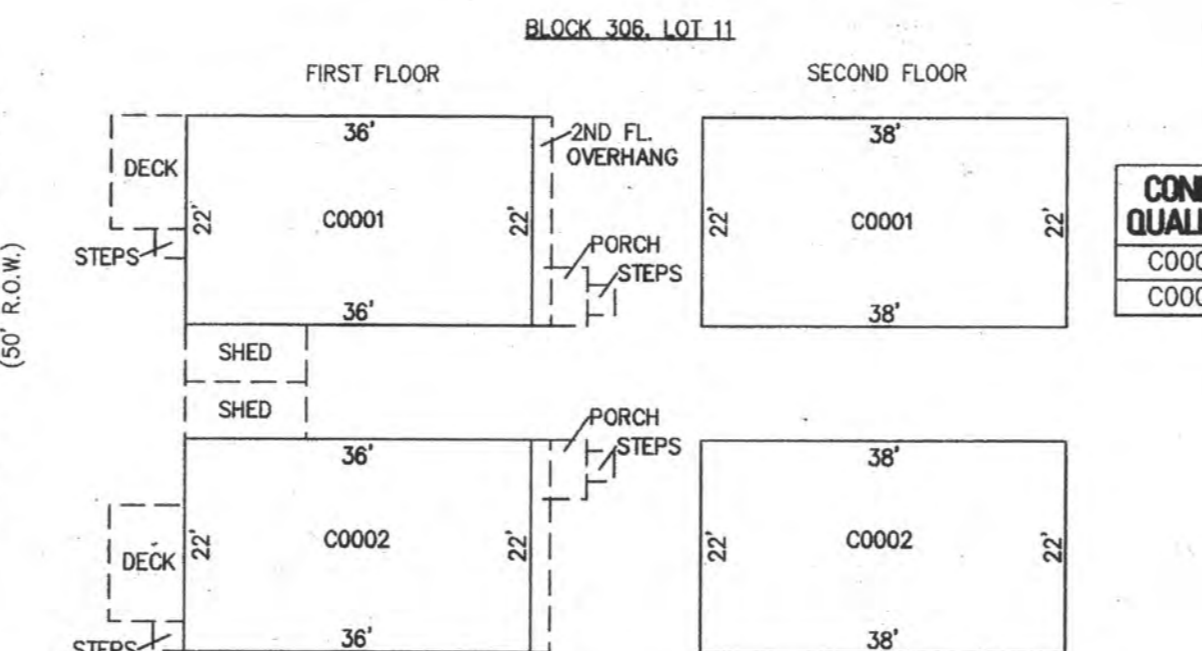 BLOCK 306, LOT 11
FIRST FLOOR
SECOND FLOOR
36'
2ND FL.
OVERHANG
DECK
22'
C0001
22'
STEPS
PORCH
STEPS
36'
38'
22'
C0001
22'
38'
(50' R.O.W.)
SHED
SHED
PORCH
STEPS
36'
DECK
22'
C0002
22'
36'
STEPS
38'
22'
C0002
22'
38'